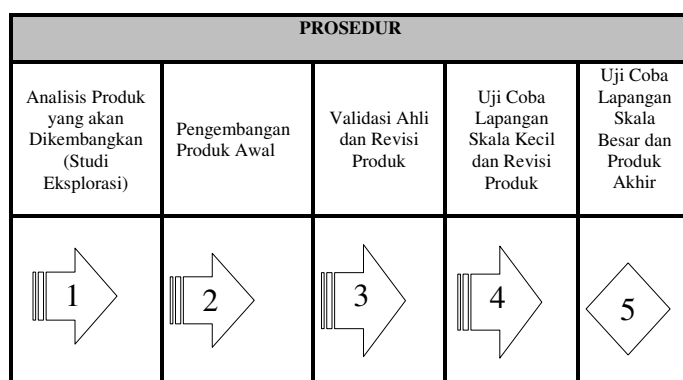 PROSEDUR
Analisis Produk
yang akan
Dikembangkan
(Studi
Eksplorasi)
Pengembangan
Produk Awal
Validasi Ahli
dan Revisi
Produk
Uji Coba
Lapangan
Skala Kecil
dan Revisi
Produk
Uji Coba
Lapangan
Skala
Besar dan
Produk
Akhir
1
2
3
4
5